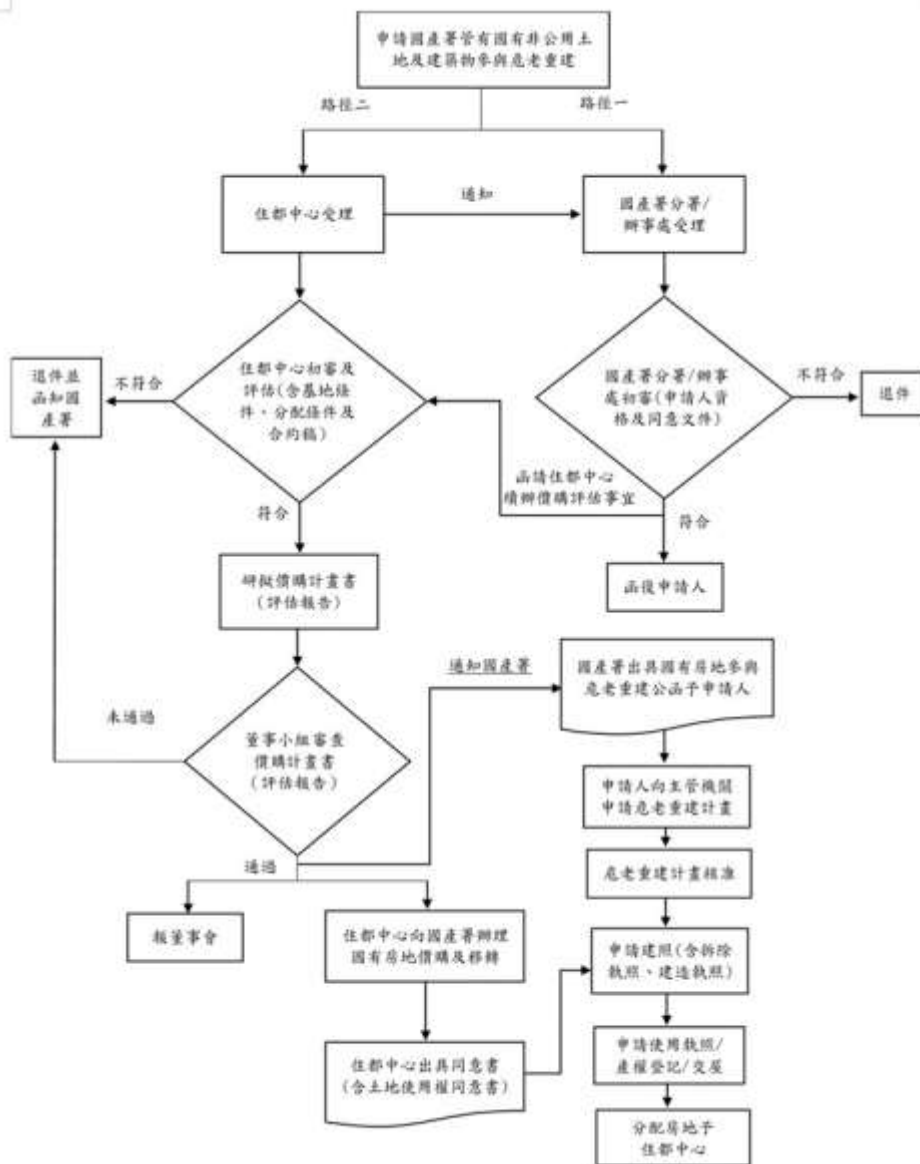 申請國產署管有國有非公用土
地及建築物參與危老重建
路徑二
路徑一
住都中心受理
通知
國產署分署/
辦事處受理
退件並
函知國
產署
不符合
住都中心初審及
評估(含基地條
件、分配條件及
合約稿)
國產署分署/辦事
處初審(申請人資
格及同意文件)
不符合
退件
函請住都中心
續辦價購評估事宜
符合
符合
研擬價購計畫書
(評估報告)
函復申請人
通知國產署
國產署出具國有房地參與
危老重建公函予申請人
未通過
董事小組審查
價購計畫書
(評估報告)
申請人向主管機關
申請危老重建計畫
通過
危老重建計畫核准
報董事會
住都中心向國產署辦理
國有房地價購及移轉
申請建照(含拆除
執照、建造執照)
住都中心出具同意書
(含土地使用權同意書)
申請使用執照/
產權登記/交屋
分配房地予
住都中心